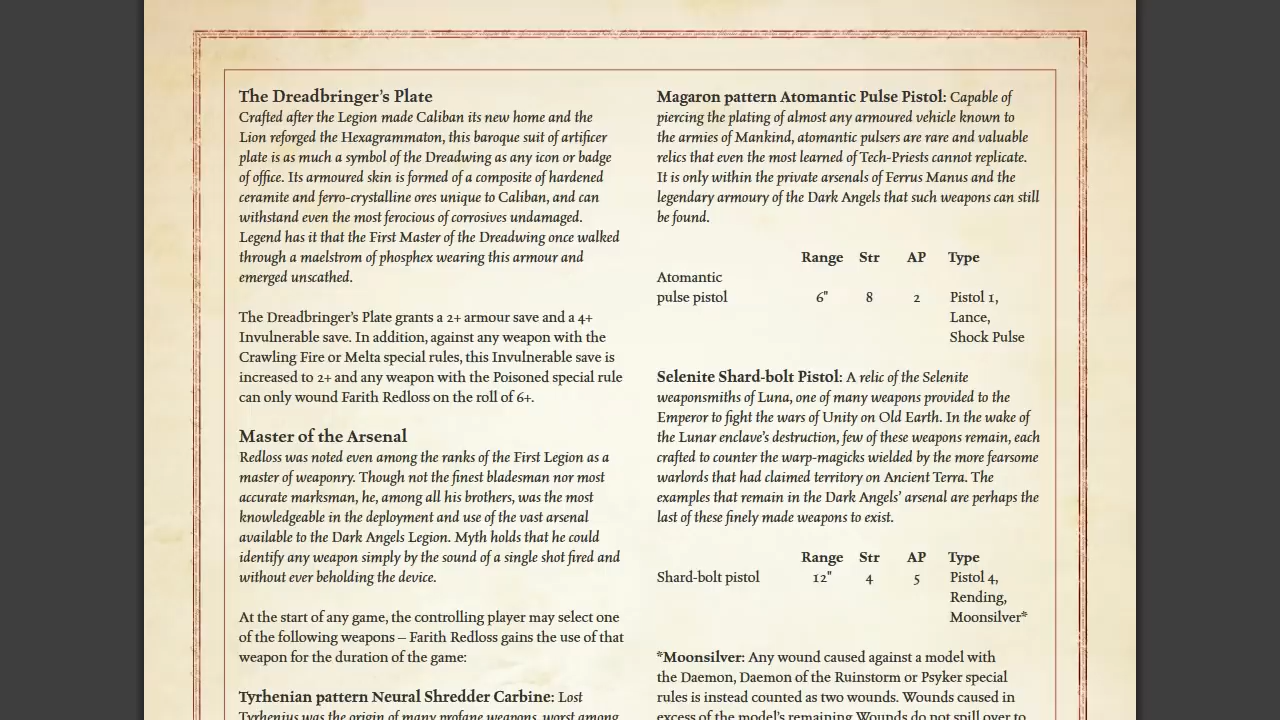 The Dreadbringer's Plate
Crafted after the Legion made Caliban its new home and the
Lion reforged the Hexagrammaton, this baroque suit of artificer
plate is as much a symbol of the Dreadwing as any icon or badge
of office. Its armoured skin is formed of a composite of hardened
ceramite and ferro-crystalline ores unique to Caliban, and can
withstand even the most ferocious of corrosives undamaged.
Legend has it that the First Master of the Dreadwing once walked
through a maelstrom of phosphex wearing this armour and
emerged unscathed.
The Dreadbringer's Plate grants a 2+ armour save and a 4+
Invulnerable save. In addition, against any weapon with the
Crawling Fire or Melta special rules, this Invulnerable save is
increased to 2+ and any weapon with the Poisoned special rule
can only wound Farith Redloss on the roll of 6+.
Master of the Arsenal
Redloss was noted even among the ranks of the First Legion as a
master of weaponry. Though not the finest bladesman nor most
accurate marksman, he, among all his brothers, was the most
knowledgeable in the deployment and use of the vast arsenal
available to the Dark Angels Legion. Myth holds that he could
identify any weapon simply by the sound of a single shot fired and
without ever beholding the device.
At the start of any game, the controlling player may select one
of the following weapons – Farith Redloss gains the use of that
weapon for the duration of the game:
Tyrhenian pattern Neural Shredder Carbine: Lost
Tyrhenius was the origin of many profane weapons, worst among
Magaron pattern Atomantic Pulse Pistol: Capable of
piercing the plating of almost any armoured vehicle known to
the armies of Mankind, atomantic pulsers are rare and valuable
relics that even the most learned of Tech-Priests cannot replicate.
It is only within the private arsenals of Ferrus Manus and the
legendary armoury of the Dark Angels that such weapons can still
be found.
Range Str AP Type
Atomantic
pulse pistol 6" 8 2 Pistol 1,
Lance,
Shock Pulse
Selenite Shard-bolt Pistol: A relic of the Selenite
weaponsmiths of Luna, one of many weapons provided to the
Emperor to fight the wars of Unity on Old Earth. In the wake of
the Lunar enclave's destruction, few of these weapons remain, each
crafted to counter the warp-magicks wielded by the more fearsome
warlords that had claimed territory on Ancient Terra. The
examples that remain in the Dark Angels' arsenal are perhaps the
last of these finely made weapons to exist.
Range Str AP Type
Shard-bolt pistol 12" 4 5 Pistol 4,
Rending,
Moonsilver*
*Moonsilver: Any wound caused against a model with
the Daemon, Daemon of the Ruinstorm or Psyker special
rules is instead counted as two wounds. Wounds caused in
excess of the model's remaining Wounds do not spill over to